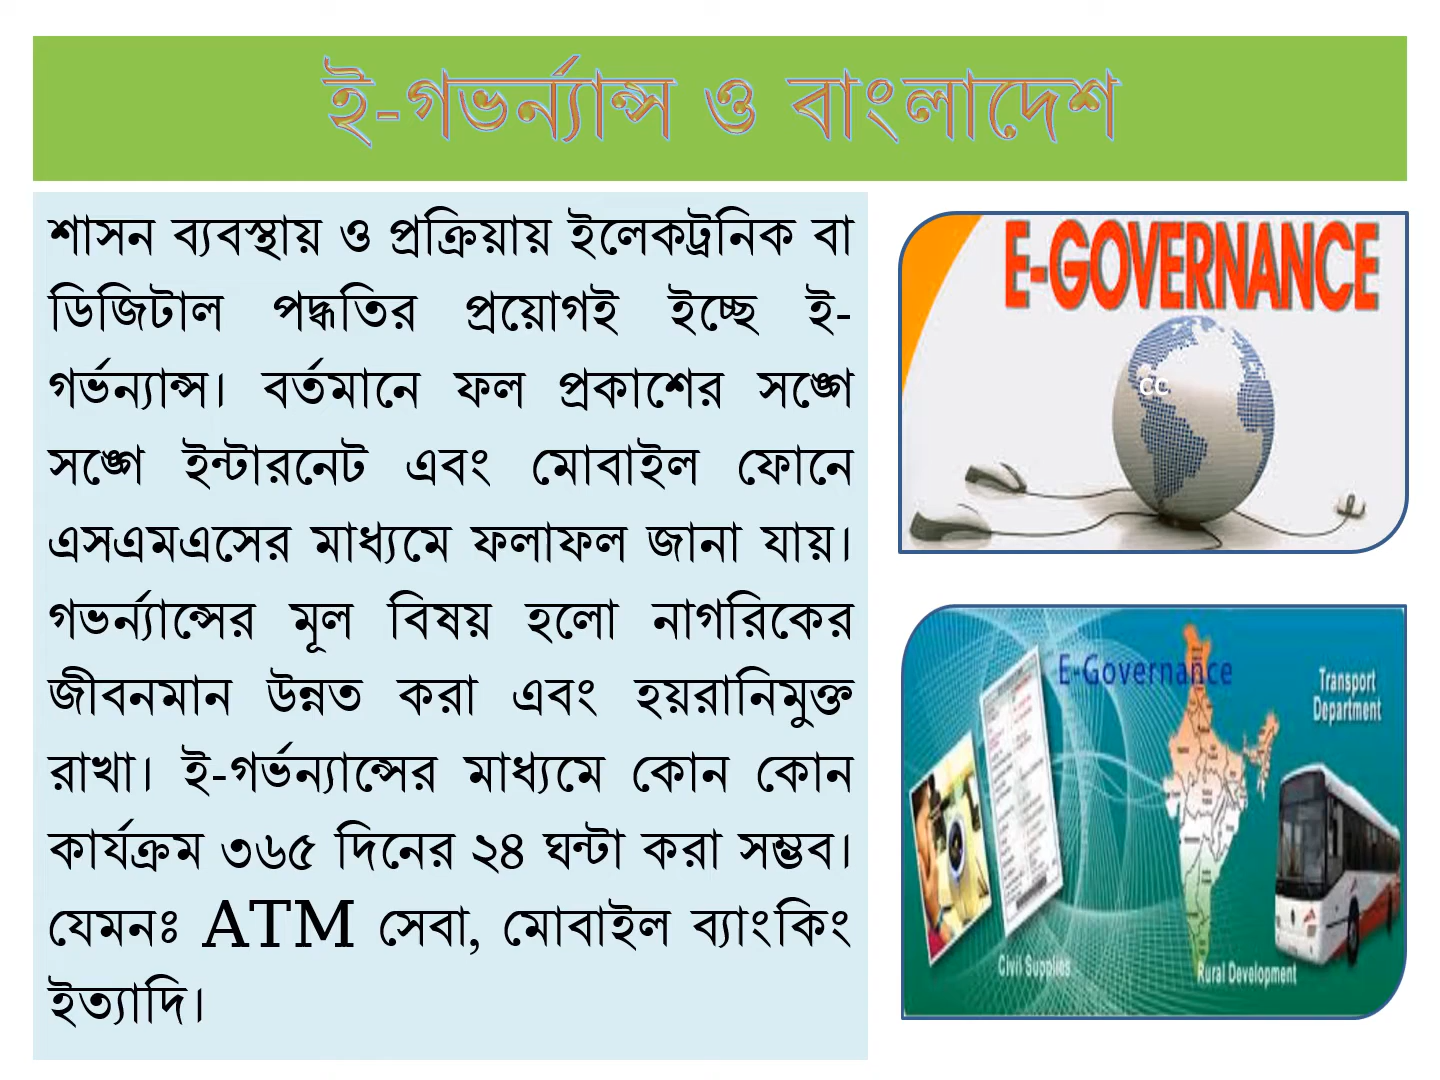 ই-গভর্ন্যান্স ও বাংলাদেশ
শাসন ব্যবস্থায় ও প্রক্রিয়ায় ইলেকট্রনিক বা
ডিজিটাল পদ্ধতির প্রয়োগই ইচ্ছে ই-
গর্ভন্যান্স। বর্তমানে ফল প্রকাশের সঙ্গে
সঙ্গে ইন্টারনেট এবং মোবাইল ফোনে
এসএমএসের মাধ্যমে ফলাফল জানা যায়।
গভর্ন্যান্সের মূল বিষয় হলো নাগরিকের
জীবনমান উন্নত করা এবং হয়রানিমুক্ত
রাখা। ই-গর্ভন্যান্সের মাধ্যমে কোন কোন
কার্যক্রম ৩৬৫ দিনের ২৪ ঘন্টা করা সম্ভব।
যেমনঃ ATM সেবা, মোবাইল ব্যাংকিং
ইত্যাদি।
E-GOVERNANCE
cc
E-Governance
Transport
Department
Civil Supplies
Rural Development